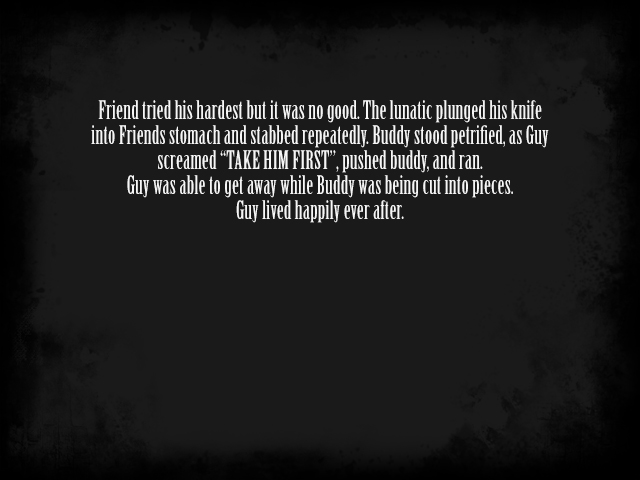 Friend tried his hardest but it was no good. The lunatic plunged his knife
into Friends stomach and stabbed repeatedly. Buddy stood petrified, as Guy
screamed “TAKE HIM FIRST”, pushed buddy, and ran.
Guy was able to get away while Buddy was being cut into pieces.
Guy lived happily ever after.